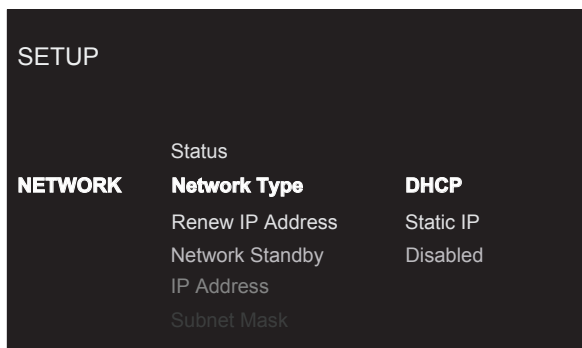 SETUP
Status
NETWORK Network Type DHCP
Renew IP Address Static IP
Network Standby Disabled
IP Address
Subnet Mask